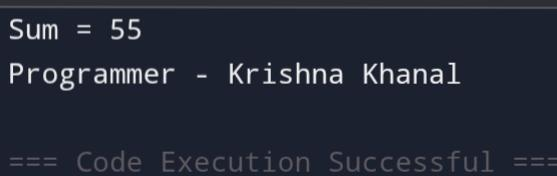 Sum = 55
Programmer - Krishna Khanal
=== Code Execution Successful ===